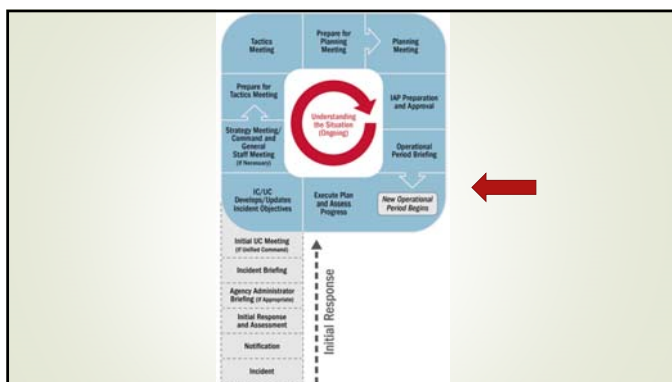 Tactics
Meeting
Prepare for
Planning
Meeting
Planning
Meeting
Prepare for
Tactics Meeting
Understanding
the Situation
(Ongoing)
IAP Preparation
and Approval
Strategy Meeting/
Command and
General
Staff Meeting
(If Necessary)
Operational
Period Briefing
IC/UC
Develops/Updates
Incident Objectives
Execute Plan
and Assess
Progress
New Operational
Period Begins
Initial UC Meeting
(If Unified Command)
Incident Briefing
Agency Administrator
Briefing (If Appropriate)
Initial Response
and Assessment
Notification
Incident
Initial Response